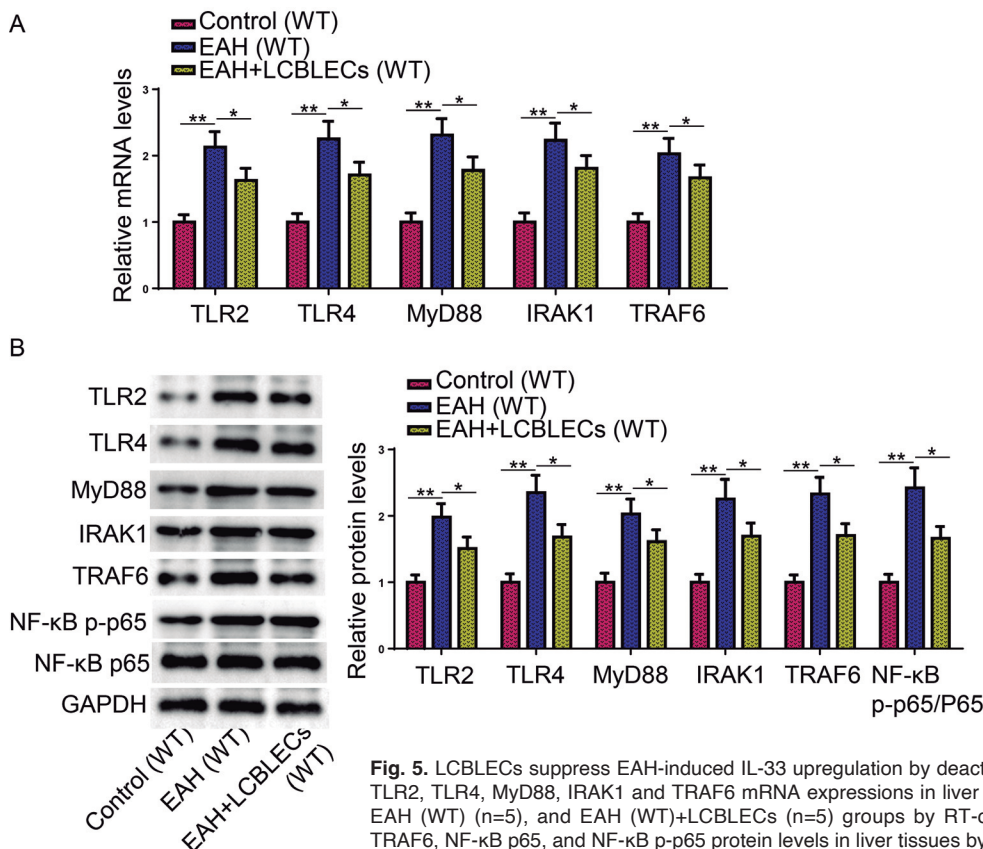 A
Control (WT)
EAH (WT)
EAH+LCBLECs (WT)
Relative mRNA levels
3
2
1
0
** * ** * ** * ** * ** *
TLR2 TLR4 MyD88 IRAK1 TRAF6
B
TLR2
TLR4
MyD88
IRAK1
TRAF6
NF-κB p-p65
NF-κB p65
GAPDH
Control (WT)
EAH (WT)
EAH+LCBLECs
(WT)
Control (WT)
EAH (WT)
EAH+LCBLECs (WT)
Relative protein levels
3
2
1
0
** * ** * ** * ** * ** * ** *
TLR2 TLR4 MyD88 IRAK1 TRAF6 NF-κB
p-p65/P65
Fig. 5. LCBLECs suppress EAH-induced IL-33 upregulation by deact
TLR2, TLR4, MyD88, IRAK1 and TRAF6 mRNA expressions in liver
EAH (WT) (n=5), and EAH (WT)+LCBLECs (n=5) groups by RT-
TRAF6, NF-κB p65, and NF-κB p-p65 protein levels in liver tissues by